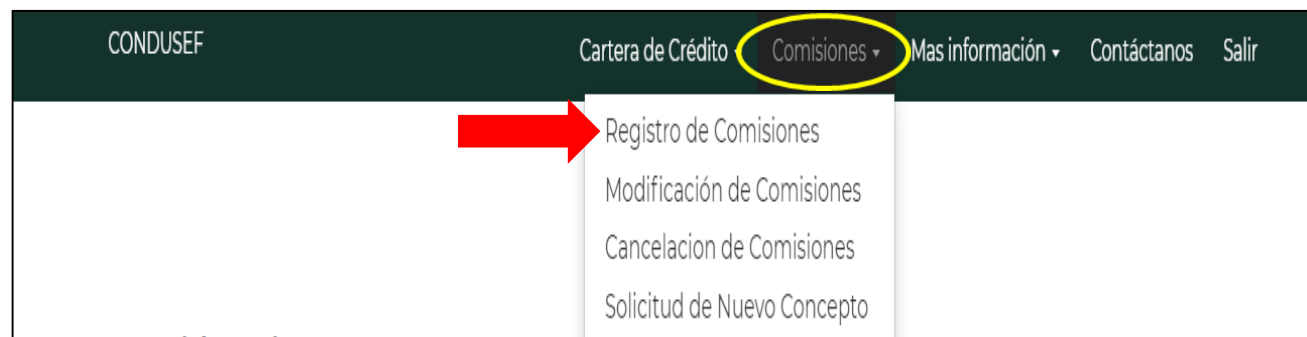 CONDUSEF Cartera de Crédito Comisiones Mas información Contáctanos Salir
Registro de Comisiones
Modificación de Comisiones
Cancelacion de Comisiones
Solicitud de Nuevo Concepto